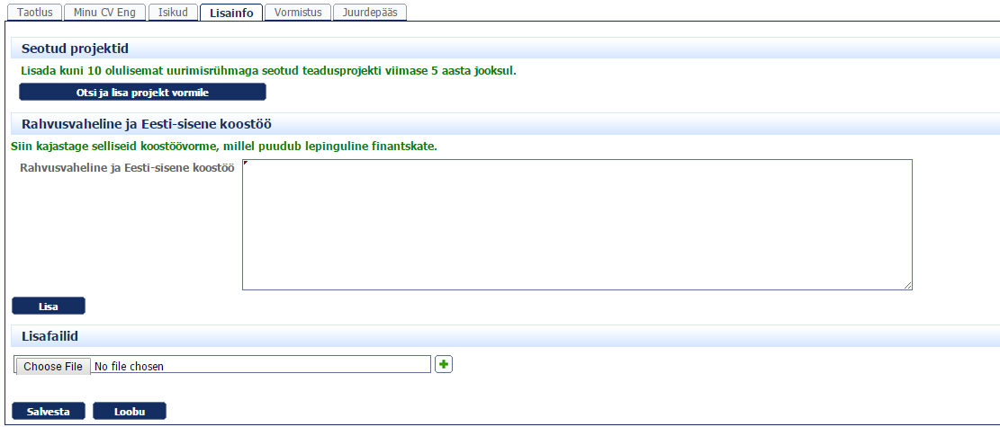 Taotlus Minu CV Eng Isikud Lisainfo Vormistus Juurdepääs
Seotud projektid
Lisada kuni 10 olulisemat uurimisrühmaga seotud teadusprojekti viimase 5 aasta jooksul.
Otsi ja lisa projekt vormile
Rahvusvaheline ja Eesti-sisene koostöö
Siin kajastage selliseid koostöövorme, millel puudub lepinguline finantskate.
Rahvusvaheline ja Eesti-sisene koostöö
Lisa
Lisafailid
Choose File No file chosen
Salvesta Loobu